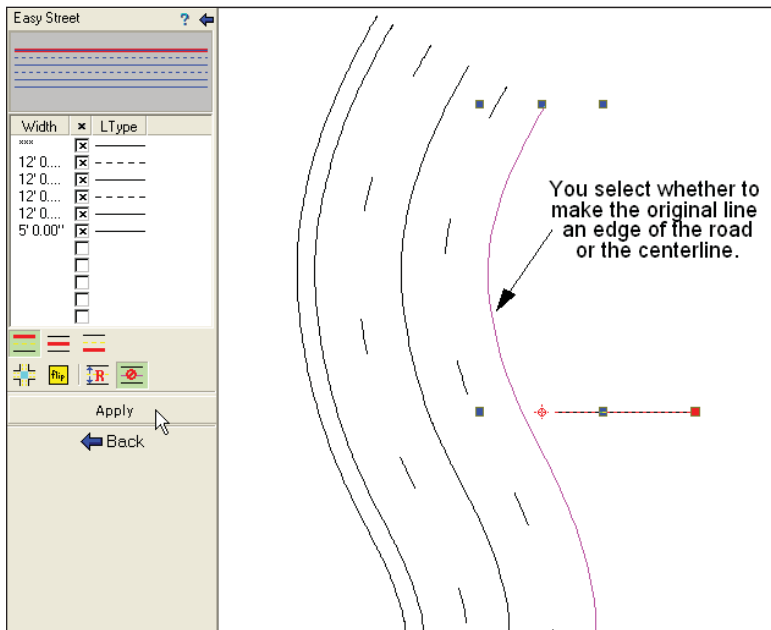 Easy Street ?
Width × LType
***
12' 0....
12' 0....
12' 0....
12' 0....
5' 0.00"
flip R
Apply
Back
You select whether to
make the original line
an edge of the road
or the centerline.